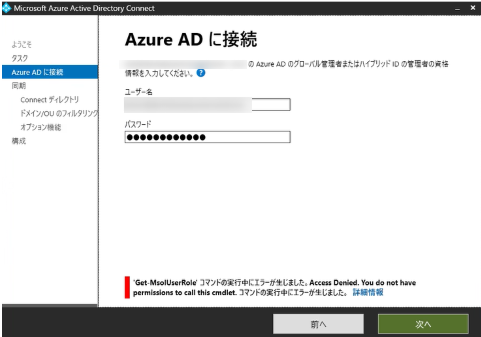 Microsoft Azure Active Directory Connect
ようこそ
タスク
Azure AD に接続
同期
Connect ディレクトリ
ドメイン/OU のフィルタリング
オプション機能
構成
Azure AD に接続
の Azure AD のグローバル管理者またはハイブリッド ID の管理者の資格
情報を入力してください。 ?
ユーザー名
パスワード
●●●●●●●●●●●●
'Get-MsolUserRole' コマンドの実行中にエラーが生じました。Access Denied. You do not have
permissions to call this cmdlet. コマンドの実行中にエラーが生じました。 詳細情報
前へ
次へ